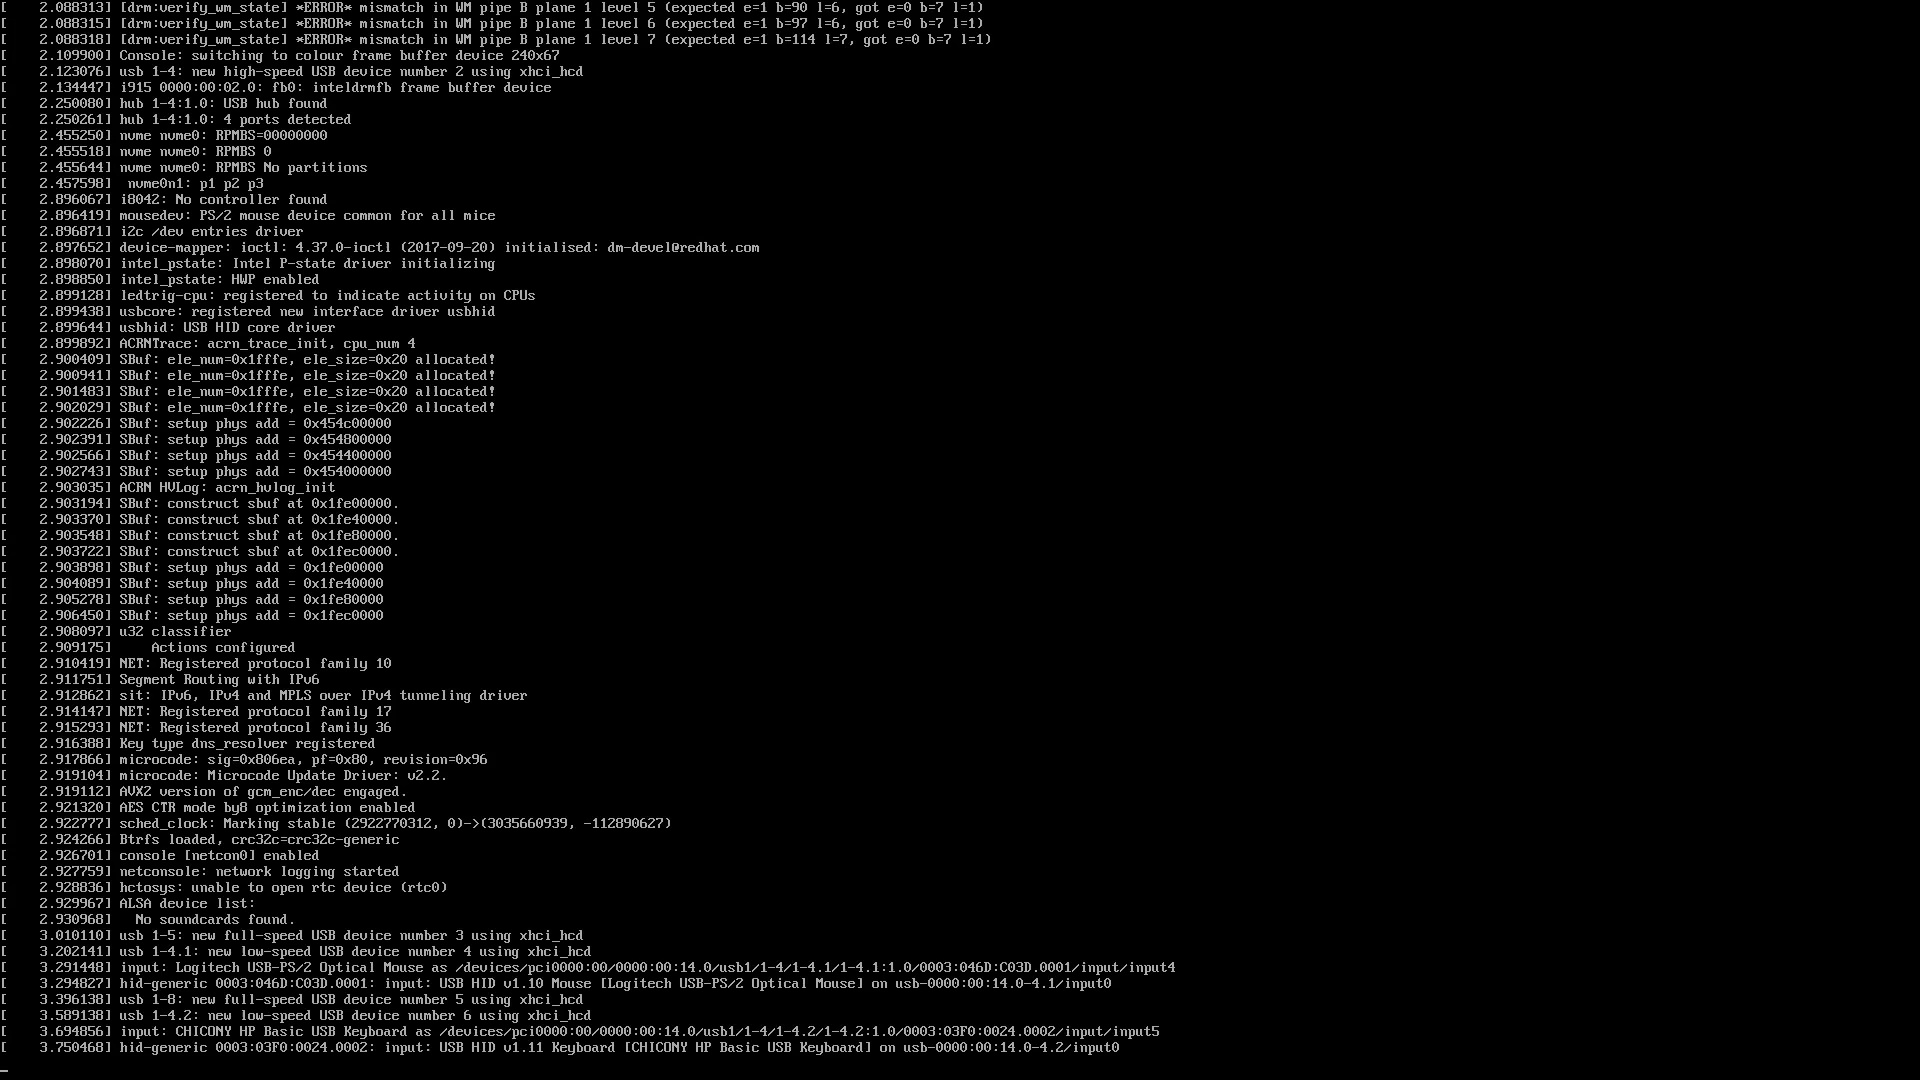 [    2.088313] [drm:verify_wm_state] *ERROR* mismatch in WM pipe B plane 1 level 5 (expected e=1 b=90 l=6, got e=0 b=7 l=1)
[    2.088315] [drm:verify_wm_state] *ERROR* mismatch in WM pipe B plane 1 level 6 (expected e=1 b=97 l=6, got e=0 b=7 l=1)
[    2.088318] [drm:verify_wm_state] *ERROR* mismatch in WM pipe B plane 1 level 7 (expected e=1 b=114 l=7, got e=0 b=7 l=1)
[    2.109900] Console: switching to colour frame buffer device 240x67
[    2.123076] usb 1-4: new high-speed USB device number 2 using xhci_hcd
[    2.134447] i915 0000:00:02.0: fb0: inteldrmfb frame buffer device
[    2.250080] hub 1-4:1.0: USB hub found
[    2.250261] hub 1-4:1.0: 4 ports detected
[    2.455250] nvme nvme0: RPMBS=00000000
[    2.455518] nvme nvme0: RPMBS 0
[    2.455644] nvme nvme0: RPMBS No partitions
[    2.457598]  nvme0n1: p1 p2 p3
[    2.896067] i8042: No controller found
[    2.896419] mousedev: PS/2 mouse device common for all mice
[    2.896871] i2c /dev entries driver
[    2.897652] device-mapper: ioctl: 4.37.0-ioctl (2017-09-20) initialised: dm-devel@redhat.com
[    2.898070] intel_pstate: Intel P-state driver initializing
[    2.898850] intel_pstate: HWP enabled
[    2.899128] ledtrig-cpu: registered to indicate activity on CPUs
[    2.899438] usbcore: registered new interface driver usbhid
[    2.899644] usbhid: USB HID core driver
[    2.899892] ACRNTrace: acrn_trace_init, cpu_num 4
[    2.900409] SBuf: ele_num=0x1fffe, ele_size=0x20 allocated!
[    2.900941] SBuf: ele_num=0x1fffe, ele_size=0x20 allocated!
[    2.901483] SBuf: ele_num=0x1fffe, ele_size=0x20 allocated!
[    2.902029] SBuf: ele_num=0x1fffe, ele_size=0x20 allocated!
[    2.902226] SBuf: setup phys add = 0x454c00000
[    2.902391] SBuf: setup phys add = 0x454800000
[    2.902566] SBuf: setup phys add = 0x454400000
[    2.902743] SBuf: setup phys add = 0x454000000
[    2.903035] ACRN HVLog: acrn_hvlog_init
[    2.903194] SBuf: construct sbuf at 0x1fe00000.
[    2.903370] SBuf: construct sbuf at 0x1fe40000.
[    2.903548] SBuf: construct sbuf at 0x1fe80000.
[    2.903722] SBuf: construct sbuf at 0x1fec0000.
[    2.903898] SBuf: setup phys add = 0x1fe00000
[    2.904089] SBuf: setup phys add = 0x1fe40000
[    2.905278] SBuf: setup phys add = 0x1fe80000
[    2.906450] SBuf: setup phys add = 0x1fec0000
[    2.908097] u32 classifier
[    2.909175]     Actions configured
[    2.910419] NET: Registered protocol family 10
[    2.911751] Segment Routing with IPv6
[    2.912862] sit: IPv6, IPv4 and MPLS over IPv4 tunneling driver
[    2.914147] NET: Registered protocol family 17
[    2.915293] NET: Registered protocol family 36
[    2.916388] Key type dns_resolver registered
[    2.917866] microcode: sig=0x806ea, pf=0x80, revision=0x96
[    2.919104] microcode: Microcode Update Driver: v2.2.
[    2.919112] AVX2 version of gcm_enc/dec engaged.
[    2.921320] AES CTR mode by8 optimization enabled
[    2.922777] sched_clock: Marking stable (2922770312, 0)->(3035660939, -112890627)
[    2.924266] Btrfs loaded, crc32c=crc32c-generic
[    2.926701] console [netcon0] enabled
[    2.927759] netconsole: network logging started
[    2.928836] hctosys: unable to open rtc device (rtc0)
[    2.929967] ALSA device list:
[    2.930968]   No soundcards found.
[    3.010110] usb 1-5: new full-speed USB device number 3 using xhci_hcd
[    3.202141] usb 1-4.1: new low-speed USB device number 4 using xhci_hcd
[    3.291448] input: Logitech USB-PS/2 Optical Mouse as /devices/pci0000:00/0000:00:14.0/usb1/1-4/1-4.1/1-4.1:1.0/0003:046D:C03D.0001/input/input4
[    3.294827] hid-generic 0003:046D:C03D.0001: input: USB HID v1.10 Mouse [Logitech USB-PS/2 Optical Mouse] on usb-0000:00:14.0-4.1/input0
[    3.396138] usb 1-8: new full-speed USB device number 5 using xhci_hcd
[    3.589138] usb 1-4.2: new low-speed USB device number 6 using xhci_hcd
[    3.694856] input: CHICONY HP Basic USB Keyboard as /devices/pci0000:00/0000:00:14.0/usb1/1-4/1-4.2/1-4.2:1.0/0003:03F0:0024.0002/input/input5
[    3.750468] hid-generic 0003:03F0:0024.0002: input: USB HID v1.11 Keyboard [CHICONY HP Basic USB Keyboard] on usb-0000:00:14.0-4.2/input0